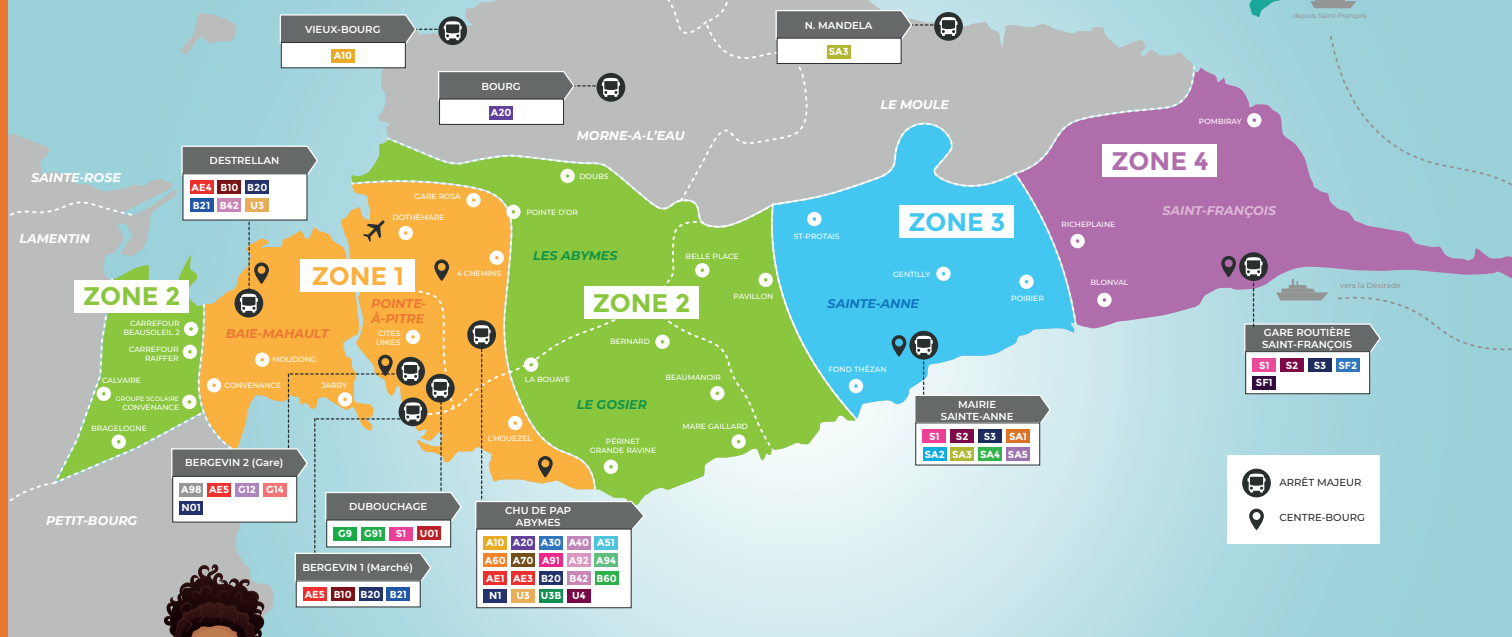 depuis Saint-François
VIEUX-BOURG
A10
N. MANDELA
SA3
BOURG
A20
LE MOULE
MORNE-A-L'EAU
POMBIRAY
ZONE 4
SAINT-FRANÇOIS
SAINTE-ROSE
LAMENTIN
DESTRELLAN
AE4 B10 B20
B21 B42 U3
DOUBS
GARE ROSA
POINTE D'OR
DOTHÉMARE
LES ABYMES
4 CHEMINS
ZONE 1
ZONE 2
ZONE 2
BELLE PLACE
PAVILLON
ST-PROTAIS
ZONE 3
GENTILLY
POIRIER
SAINTE-ANNE
RICHEPLAINE
BLONVAL
vers la Désirade
CARREFOUR
BEAUSOLEIL 2
CARREFOUR
RAIFFER
CALVAIRE
GROUPE SCOLAIRE
CONVENANCE
BRAGELOGNE
BAIE-MAHAULT
POINTE-
À-PITRE
CITÉS
UNIES
MOUDONG
CONVENANCE
JARRY
LA BOUAYE
BERNARD
BEAUMANOIR
LE GOSIER
MARE GAILLARD
L'HOUEZEL
PÉRINET
GRANDE RAVINE
FOND THÉZAN
GARE ROUTIÈRE
SAINT-FRANÇOIS
S1 S2 S3 SF2
SF1
MAIRIE
SAINTE-ANNE
S1 S2 S3 SA1
SA2 SA3 SA4 SA5
PETIT-BOURG
BERGEVIN 2 (Gare)
A98 AE5 G12 G14
N01
DUBOUCHAGE
G9 G91 S1 U01
BERGEVIN 1 (Marché)
AE5 B10 B20 B21
CHU DE PAP
ABYMES
A10 A20 A30 A40 A51
A60 A70 A91 A92 A94
AE1 AE3 B20 B42 B60
N1 U3 U3B U4
ARRÊT MAJEUR
CENTRE-BOURG